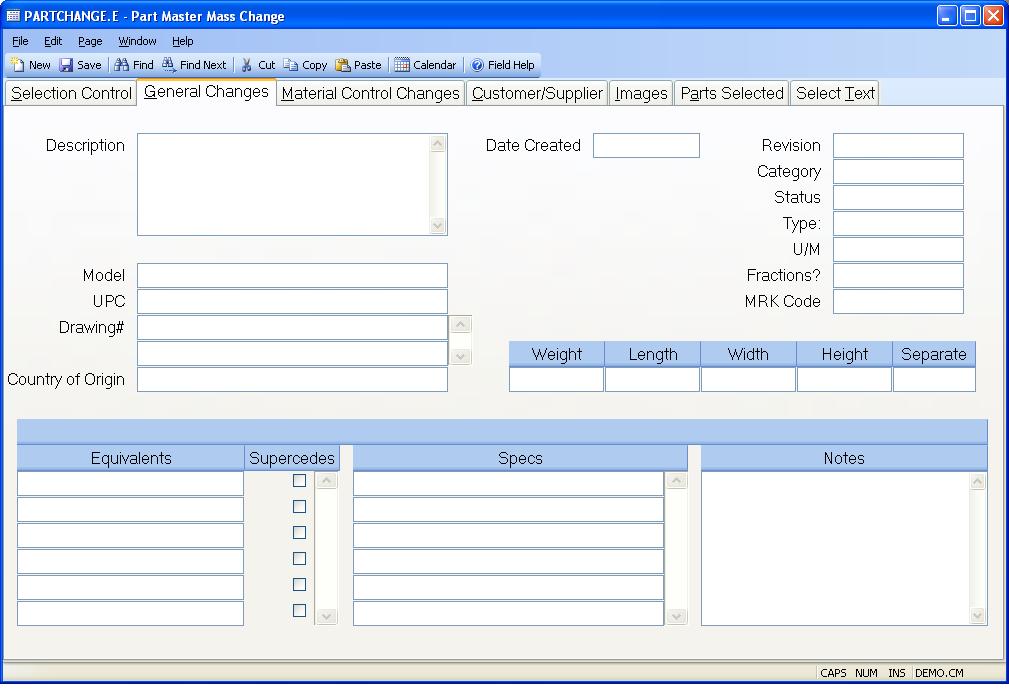 PARTCHANGE.E - Part Master Mass Change
File Edit Page Window Help
New Save Find Find Next Cut Copy Paste Calendar Field Help
Selection Control General Changes Material Control Changes Customer/Supplier Images Parts Selected Select Text
Description Date Created Revision
Category
Status
Type:
U/M
Model Fractions?
UPC MRK Code
Drawing#
Weight Length Width Height Separate
Country of Origin
Equivalents Supercedes Specs Notes
CAPS NUM INS DEMO.CM